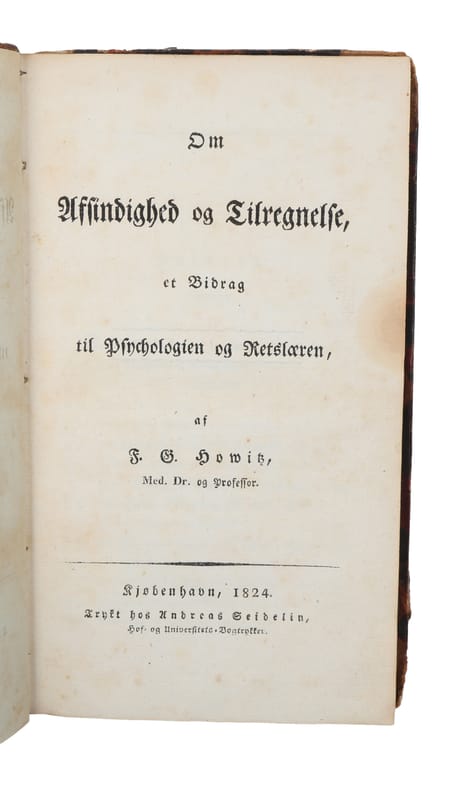 Om
Afsindighed og Tilregnelse,
et Bidrag
til Psychologien og Retslæren,
af
F. G. Howitz,
Med. Dr. og Professor.
Kjøbenhavn, 1824.
Trykt hos Andreas Seidelin,
Hof- og Universitets-Bogtrykker.